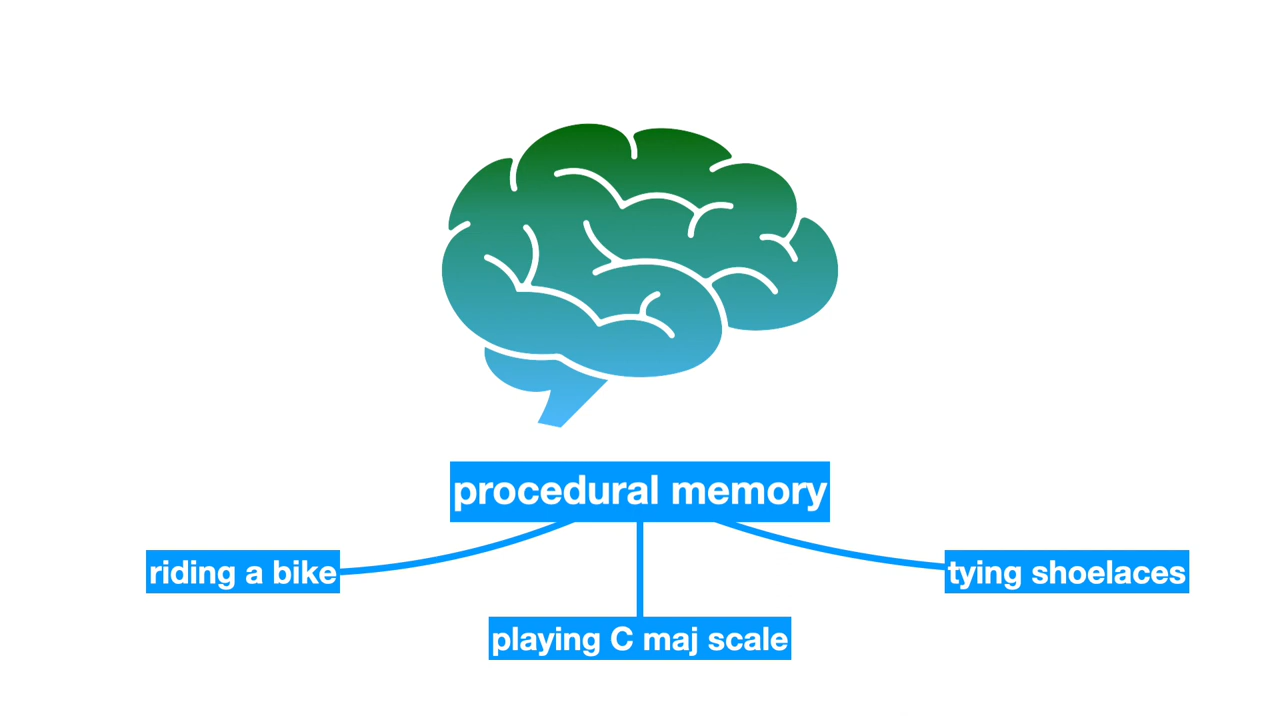 procedural memory
riding a bike
playing C maj scale
tying shoelaces